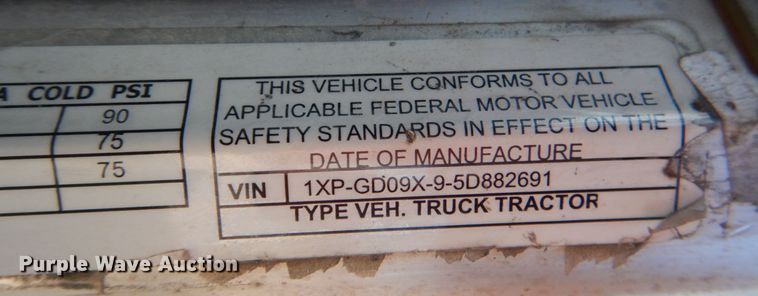 A COLD PSI
90
75
75
THIS VEHICLE CONFORMS TO ALL
APPLICABLE FEDERAL MOTOR VEHICLE
SAFETY STANDARDS IN EFFECT ON THE
DATE OF MANUFACTURE
VIN 1XP-GD09X-9-5D882691
TYPE VEH. TRUCK TRACTOR
Purple Wave Auction